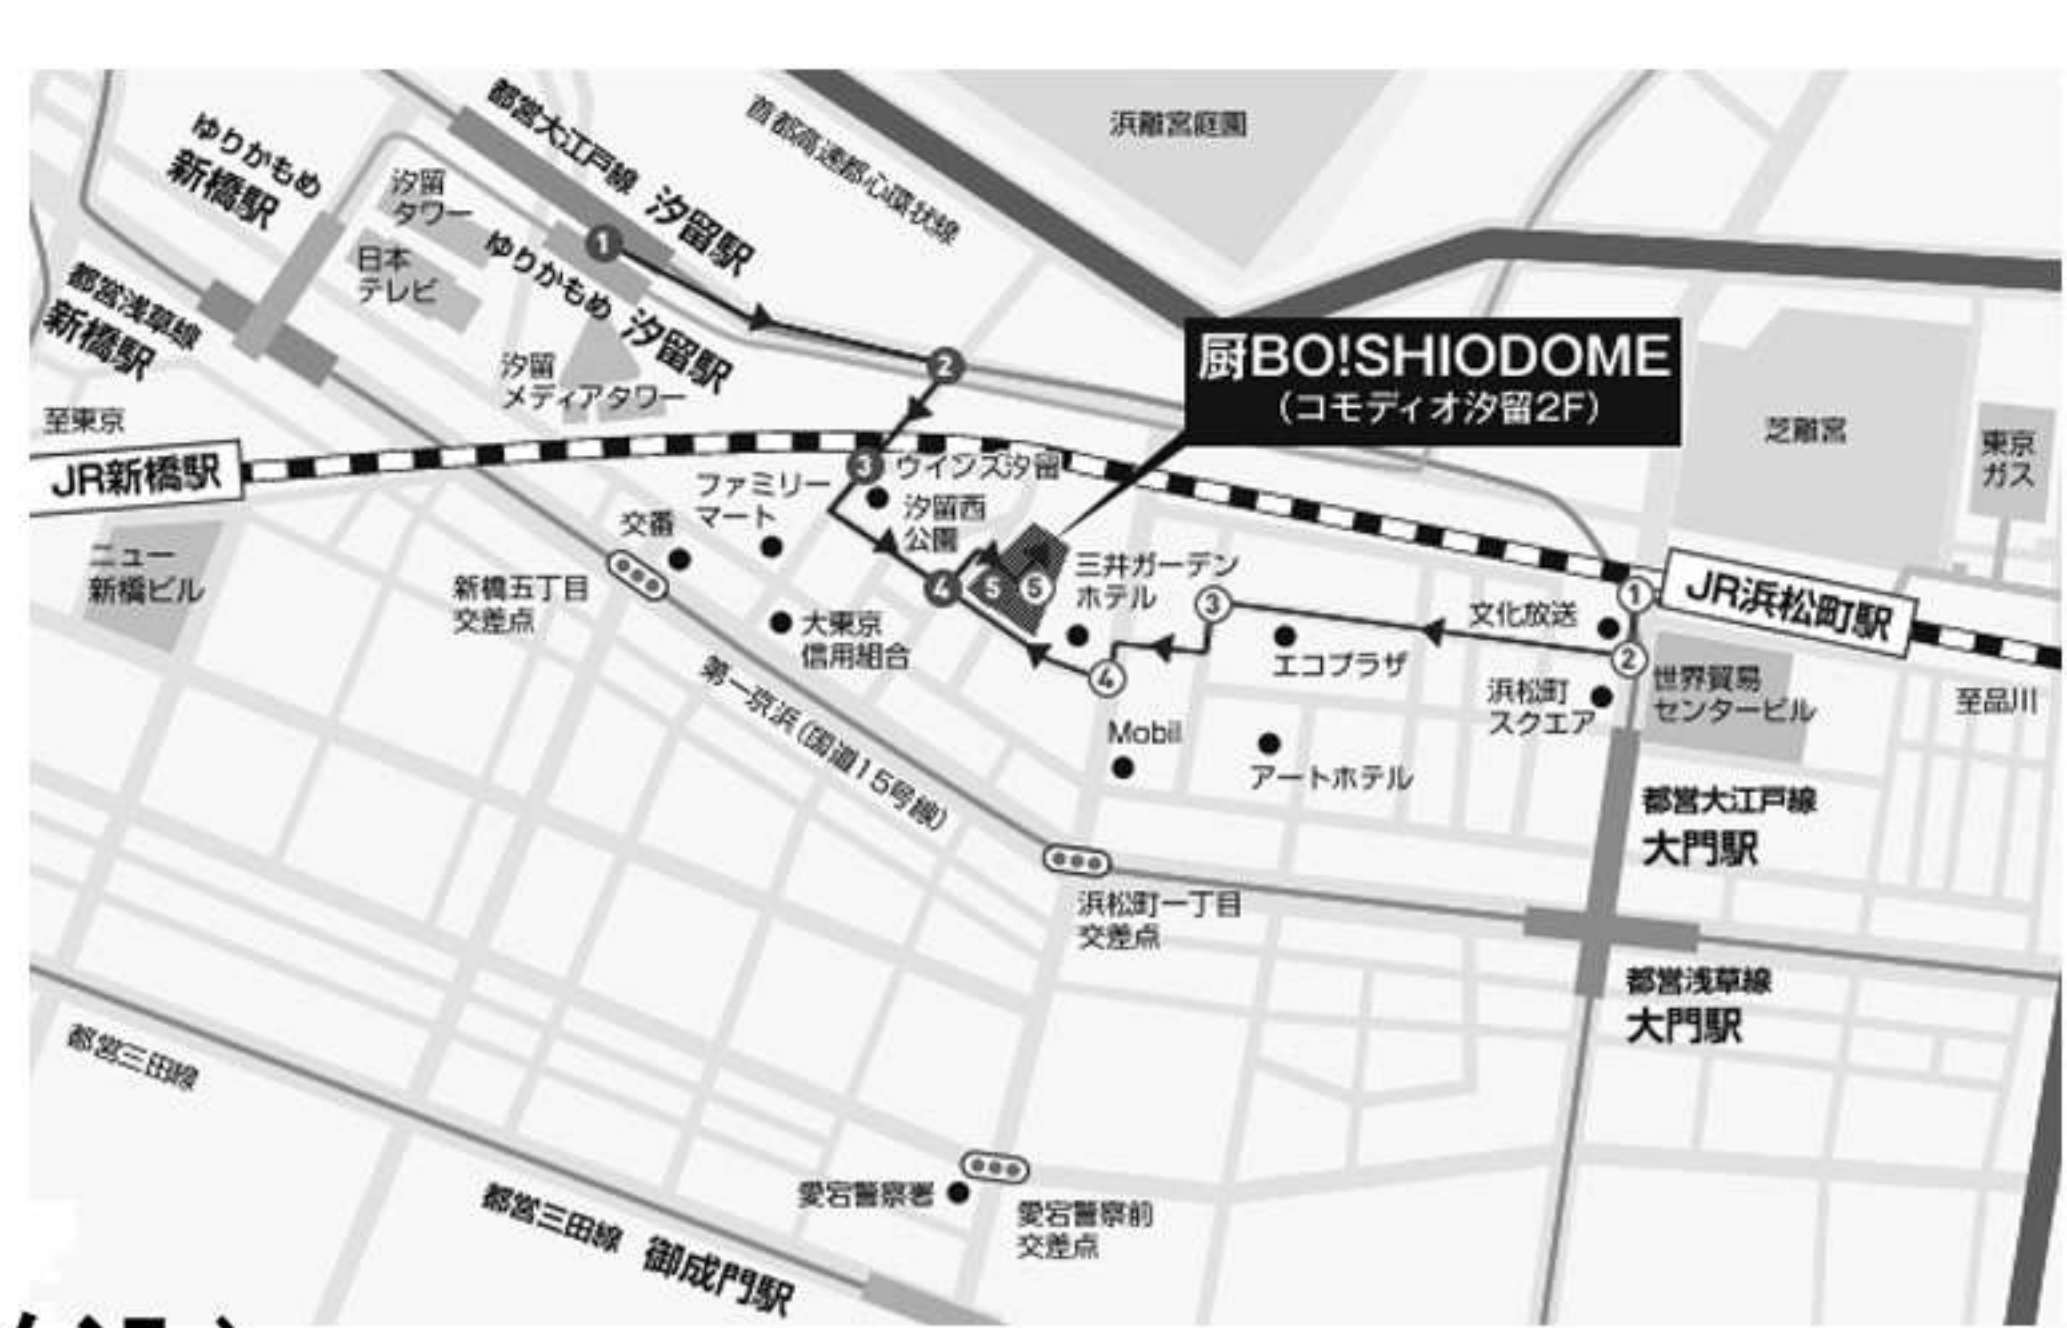 都営大江戸線 汐留駅
首都高速都心環状線
浜離宮庭園
ゆりかもめ
新橋駅
汐留
タワー
日本
テレビ
ゆりかもめ 汐留駅
都営浅草線
新橋駅
汐留
メディアタワー
厨BO!SHIODOME
(コモディオ汐留2F)
芝離宮
東京
ガス
至東京
JR新橋駅
1
2
3
4
5
ウインズ汐留
汐留西
公園
ファミリー
マート
交番
ニュー
新橋ビル
新橋五丁目
交差点
大東京
信用組合
三井ガーデン
ホテル
5
4
3
2
1
エコプラザ
文化放送
JR浜松町駅
浜松町
スクエア
世界貿易
センタービル
至品川
Mobil
アートホテル
第一京浜(国道15号線)
都営大江戸線
大門駅
浜松町一丁目
交差点
都営浅草線
大門駅
都営三田線
都営三田線 御成門駅
愛宕警察署
愛宕警察前
交差点